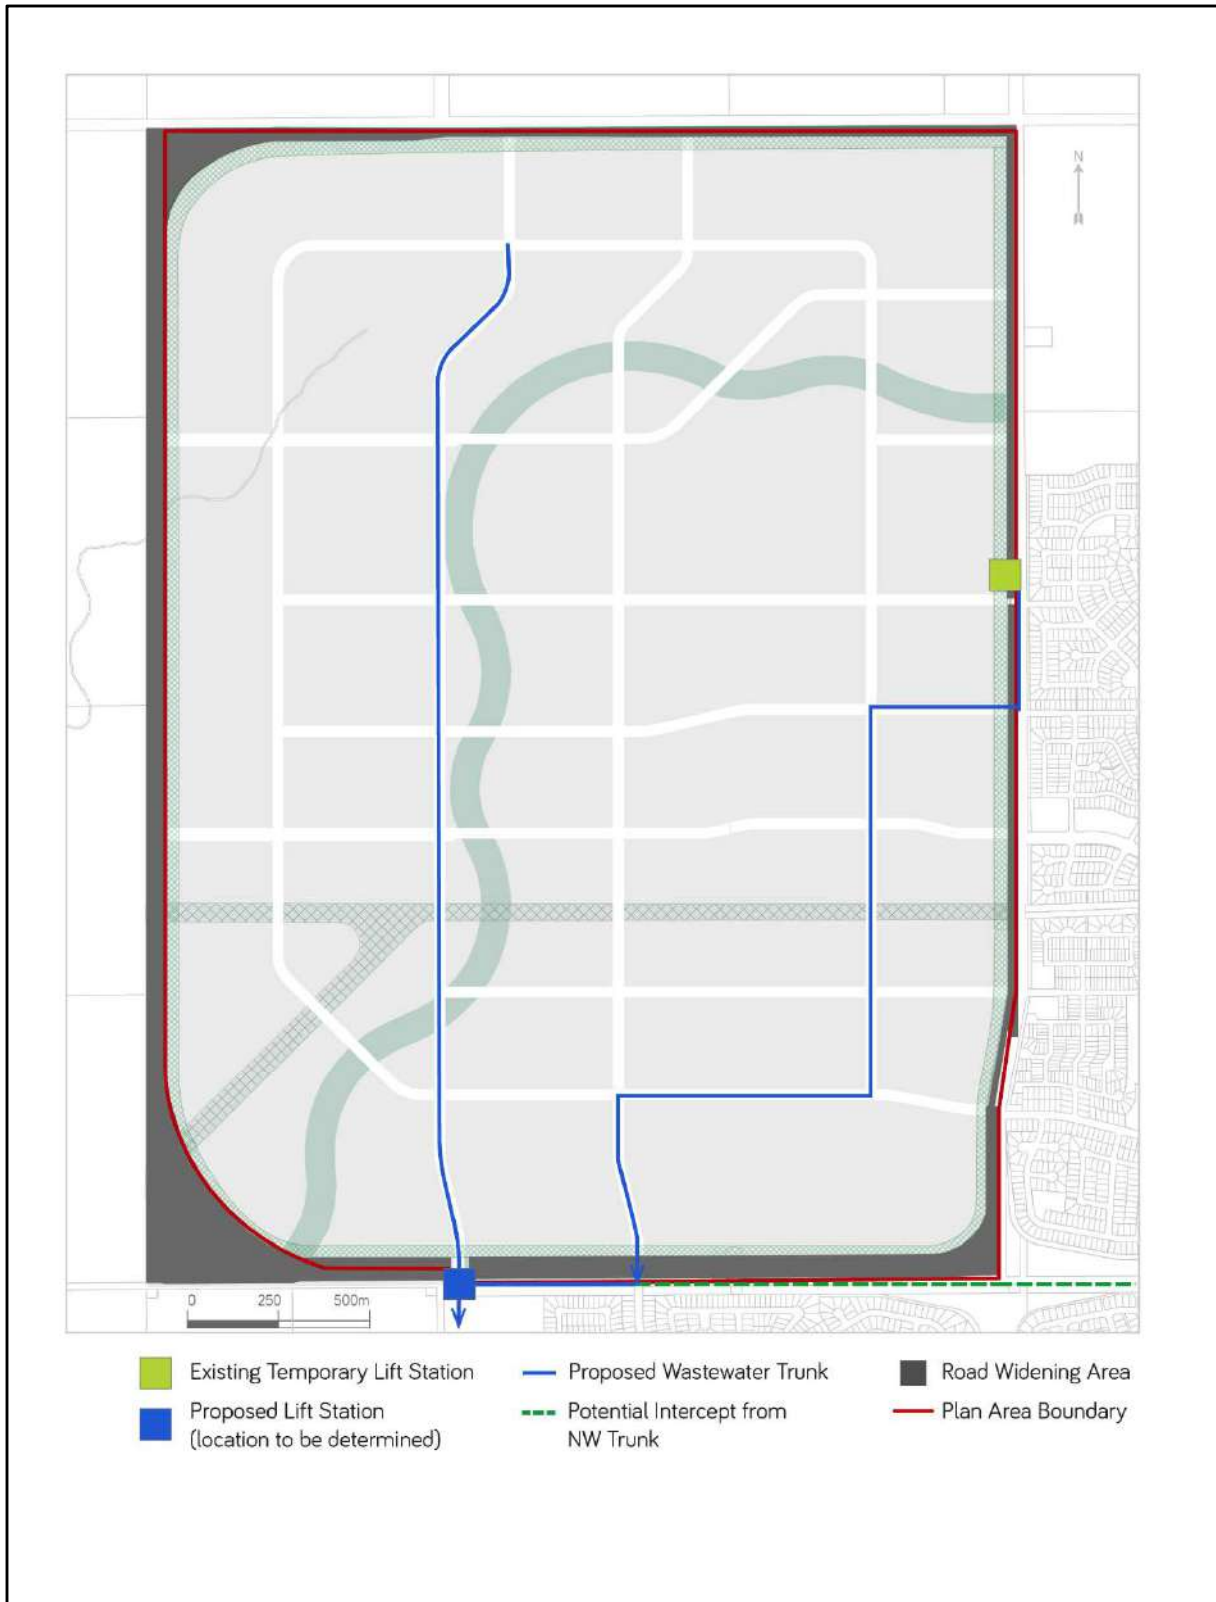 N
0 250 500m
Existing Temporary Lift Station
Proposed Wastewater Trunk
Road Widening Area
Proposed Lift Station
(location to be determined)
Potential Intercept from
NW Trunk
Plan Area Boundary